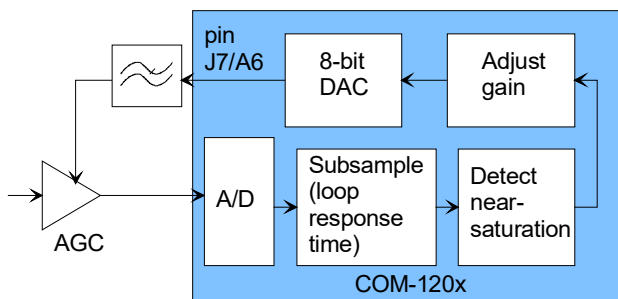 pin
J7/A6
8-bit
DAC
Adjust
gain
A/D
Subsample
(loop
response
time)
Detect
near-
saturation
AGC
COM-120x